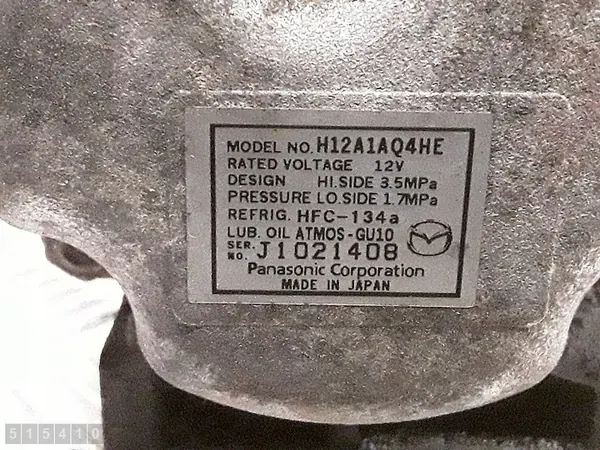 MODEL NO. H12A1AQ4HE
RATED VOLTAGE 12V
DESIGN HI.SIDE 3.5MPa
PRESSURE LO.SIDE 1.7MPa
REFRIG. HFC-134a
LUB. OIL ATMOS-GU10
SER. NO. J1021408
Panasonic Corporation
MADE IN JAPAN
515410